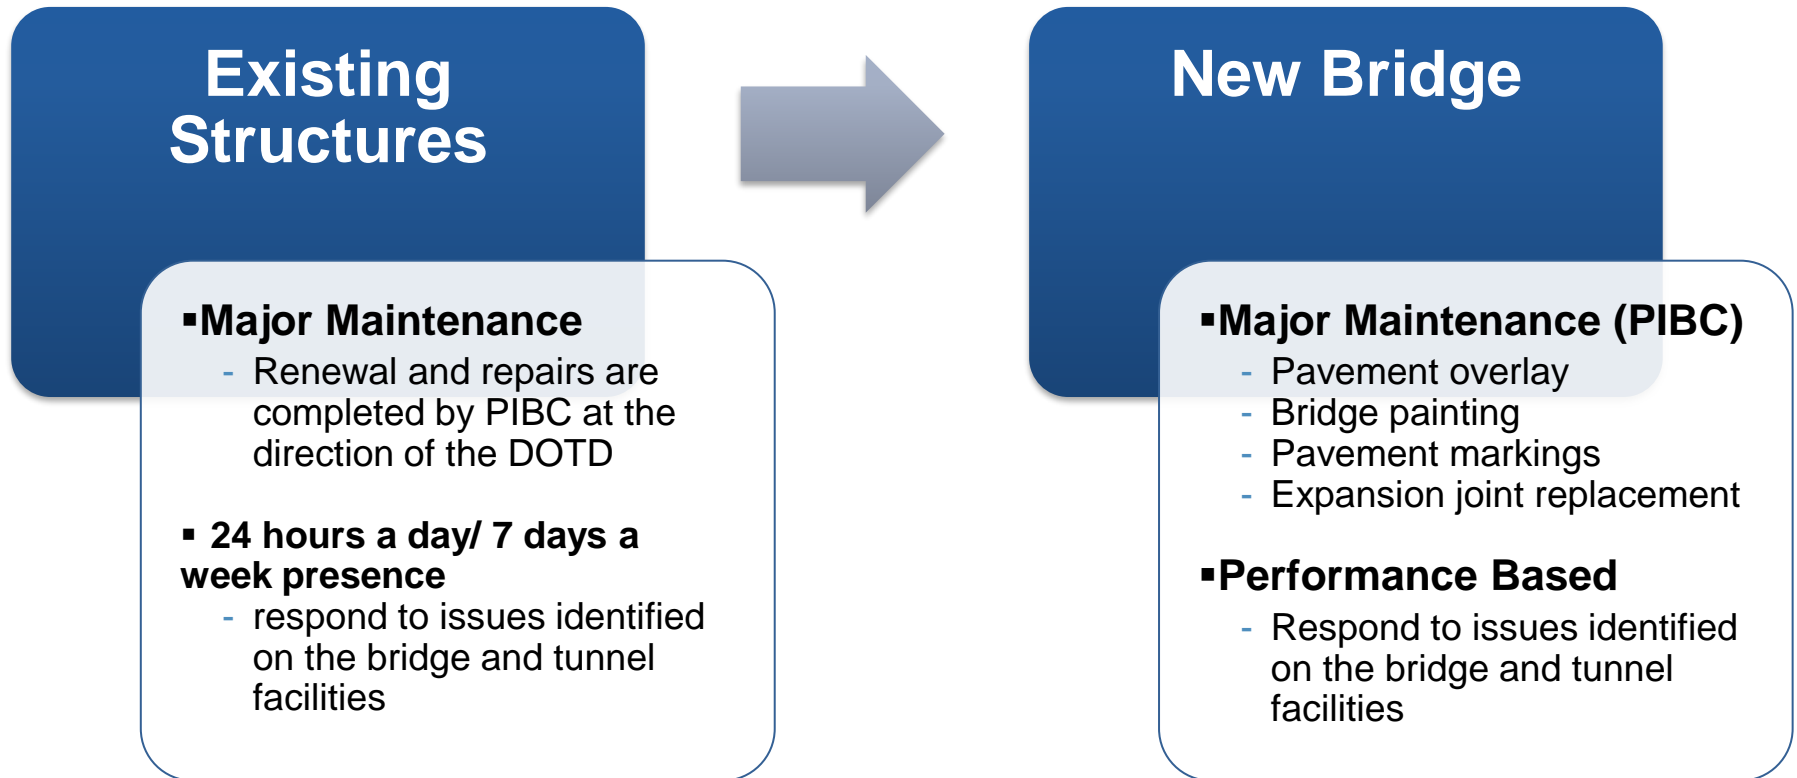 Existing
Structures
▪Major Maintenance
- Renewal and repairs are
completed by PIBC at the
direction of the DOTD
▪ 24 hours a day/ 7 days a
week presence
- respond to issues identified
on the bridge and tunnel
facilities
New Bridge
▪Major Maintenance (PIBC)
- Pavement overlay
- Bridge painting
- Pavement markings
- Expansion joint replacement
▪Performance Based
- Respond to issues identified
on the bridge and tunnel
facilities